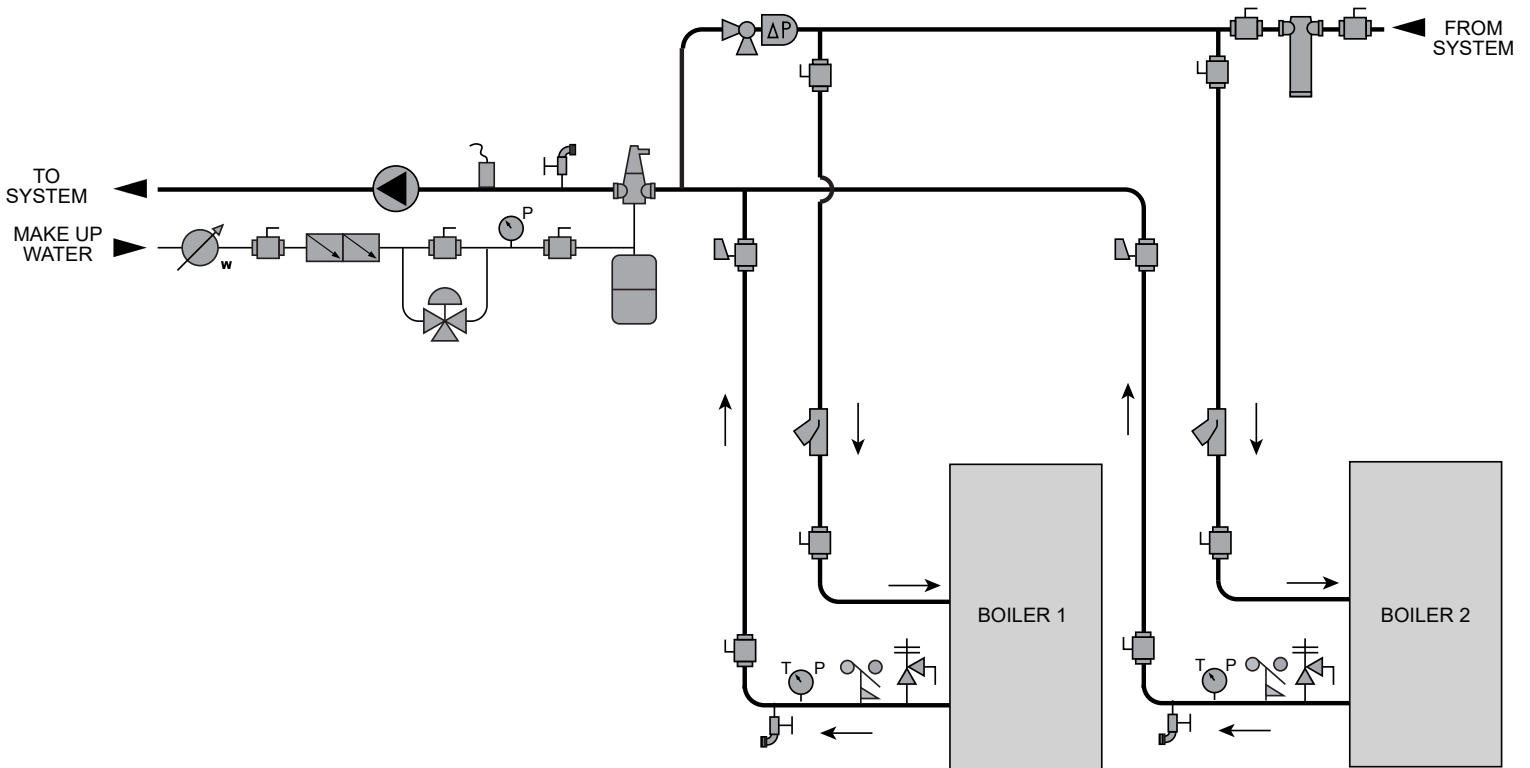 ΔP
FROM
SYSTEM
TO
SYSTEM
P
MAKE UP
WATER
w
BOILER 1
BOILER 2
T P
T P